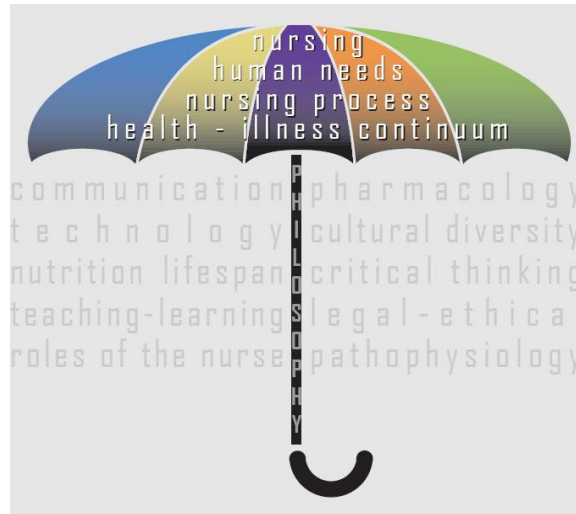 nursing
human needs
nursing process
health - illness continuum
PHILOSOPHY
communication pharmacology
technology cultural diversity
nutrition lifespan critical thinking
teaching-learning legal-ethica
roles of the nurse pathophysiology